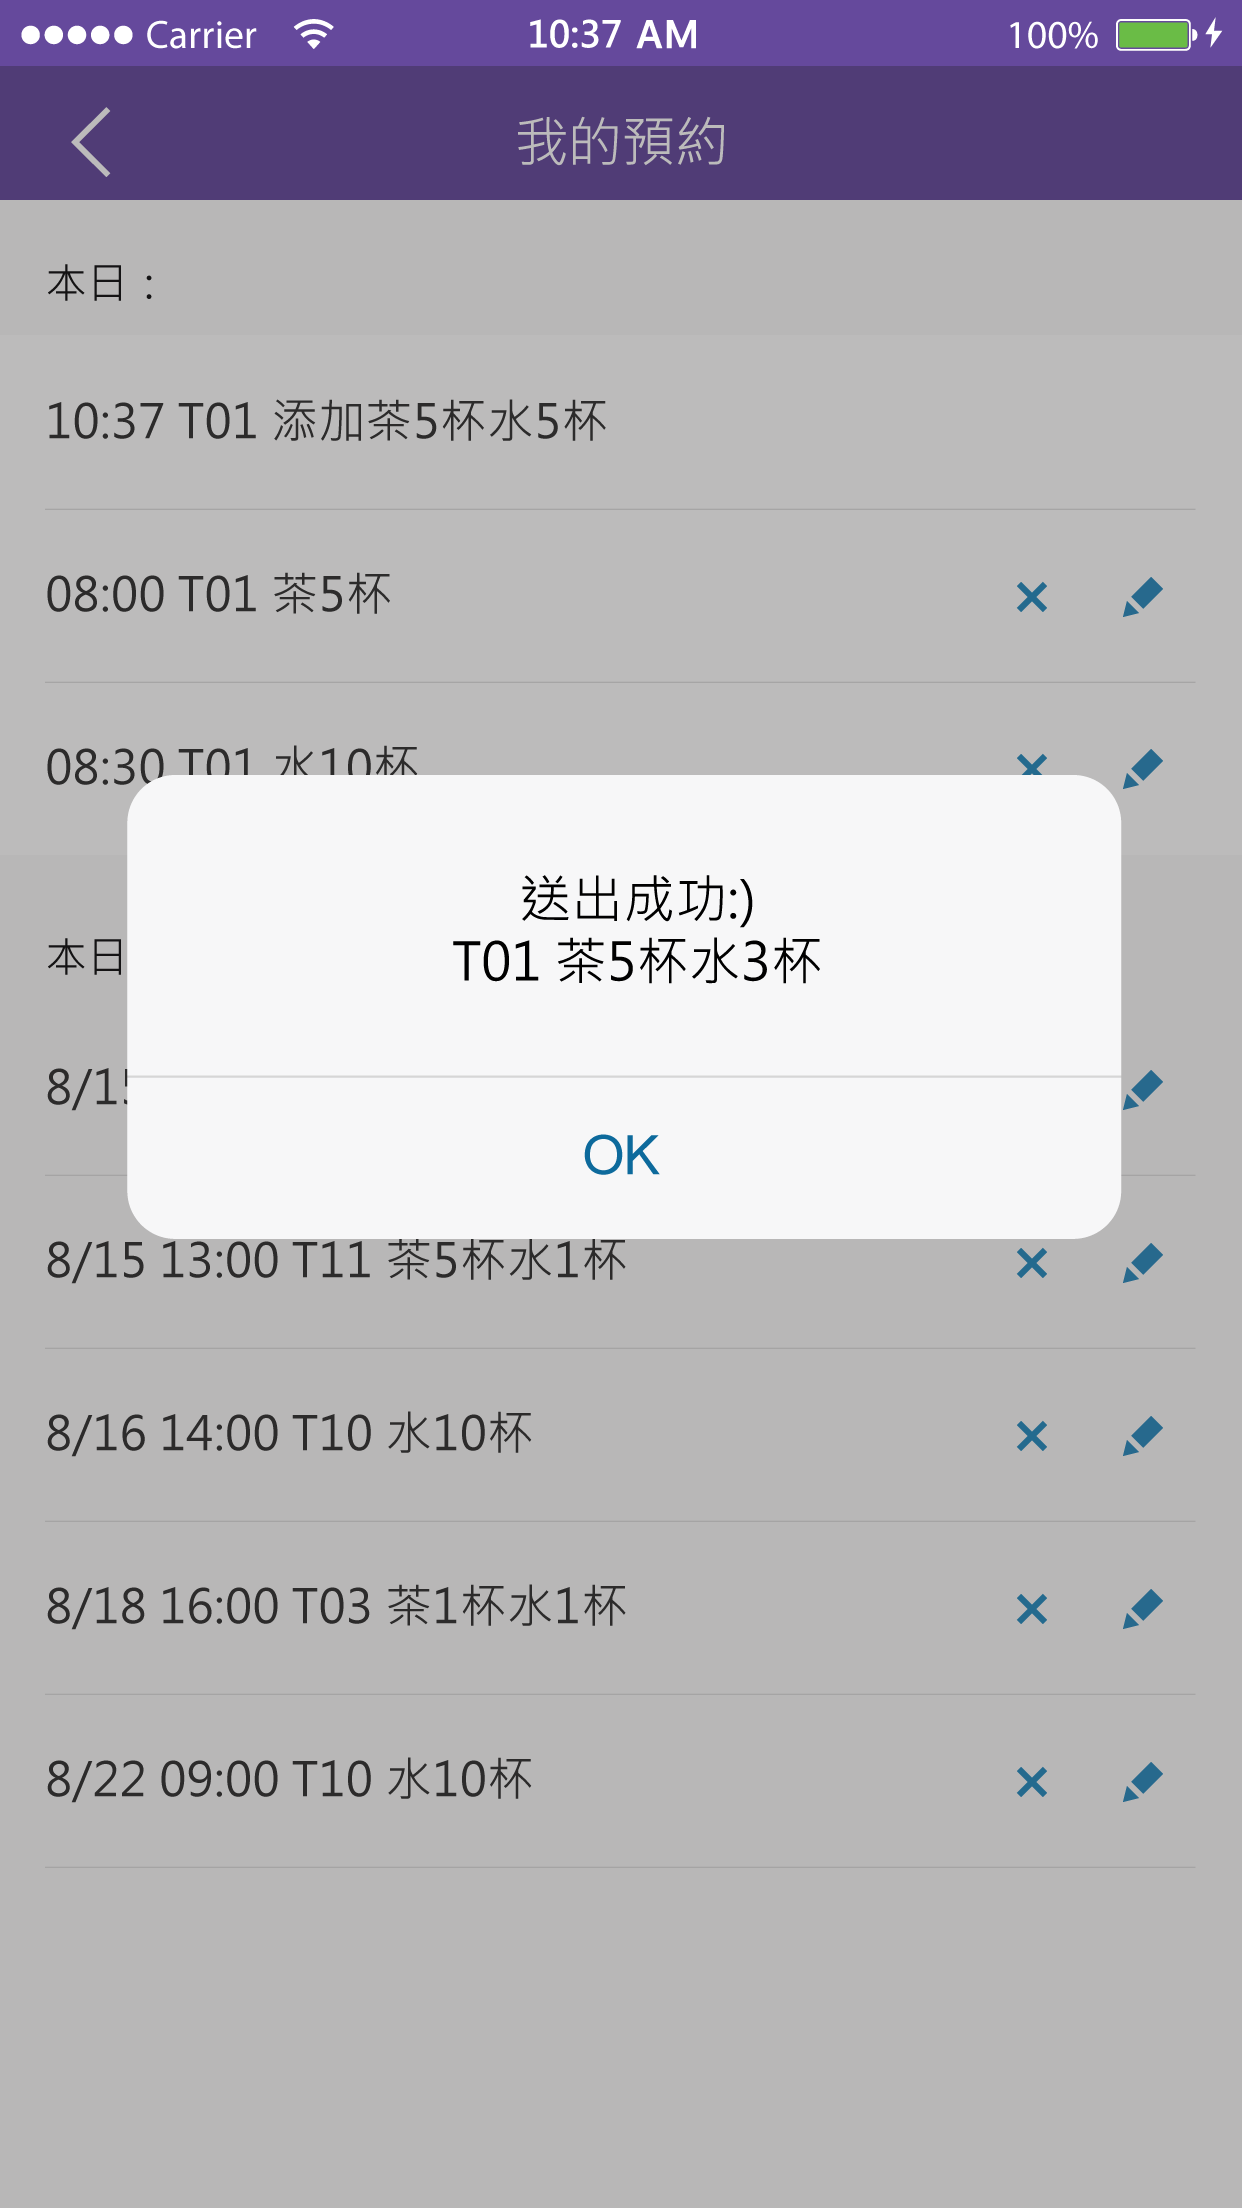 Carrier 10:37 AM 100%
我的預約
本日：
10:37 T01 添加茶5杯水5杯
08:00 T01 茶5杯
08:30 T01 水10杯
送出成功:)
T01 茶5杯水3杯
OK
本日
8/15
8/15 13:00 T11 茶5杯水1杯
8/16 14:00 T10 水10杯
8/18 16:00 T03 茶1杯水1杯
8/22 09:00 T10 水10杯